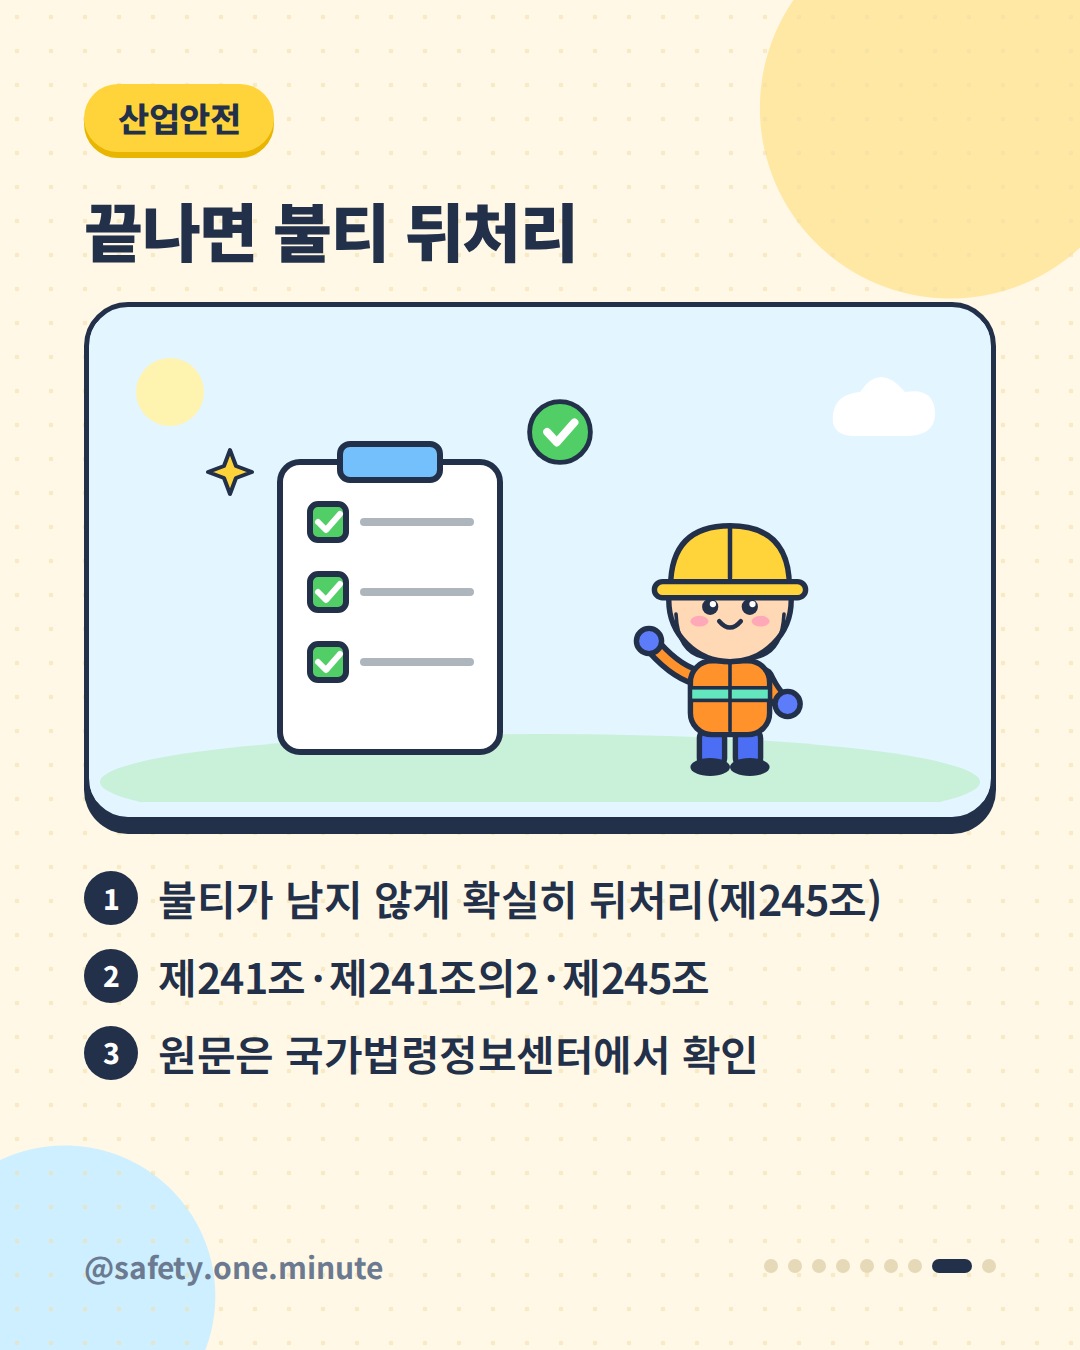 산업안전
끝나면 불티 뒤처리
1 불티가 남지 않게 확실히 뒤처리(제245조)
2 제241조·제241조의2·제245조
3 원문은 국가법령정보센터에서 확인
@safety.one.minute